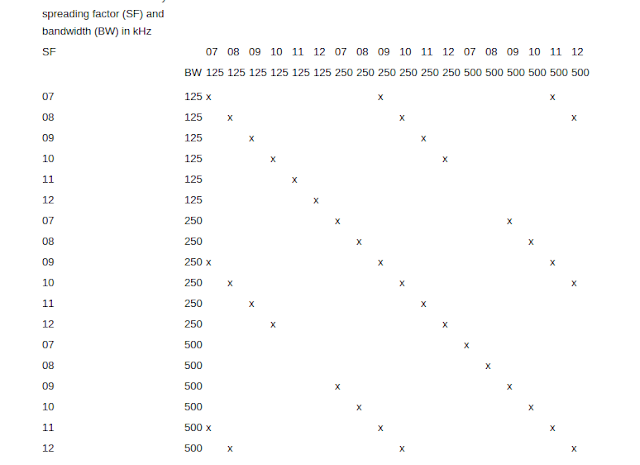 spreading factor (SF) and
bandwidth (BW) in kHz
SF 07 08 09 10 11 12 07 08 09 10 11 12 07 08 09 10 11 12
BW 125 125 125 125 125 125 250 250 250 250 250 250 500 500 500 500 500 500
07 125 x x x
08 125 x x x
09 125 x x
10 125 x x
11 125 x
12 125 x
07 250 x x
08 250 x x
09 250 x x x
10 250 x x x
11 250 x x
12 250 x x
07 500 x
08 500 x
09 500 x x
10 500 x x
11 500 x x x
12 500 x x x